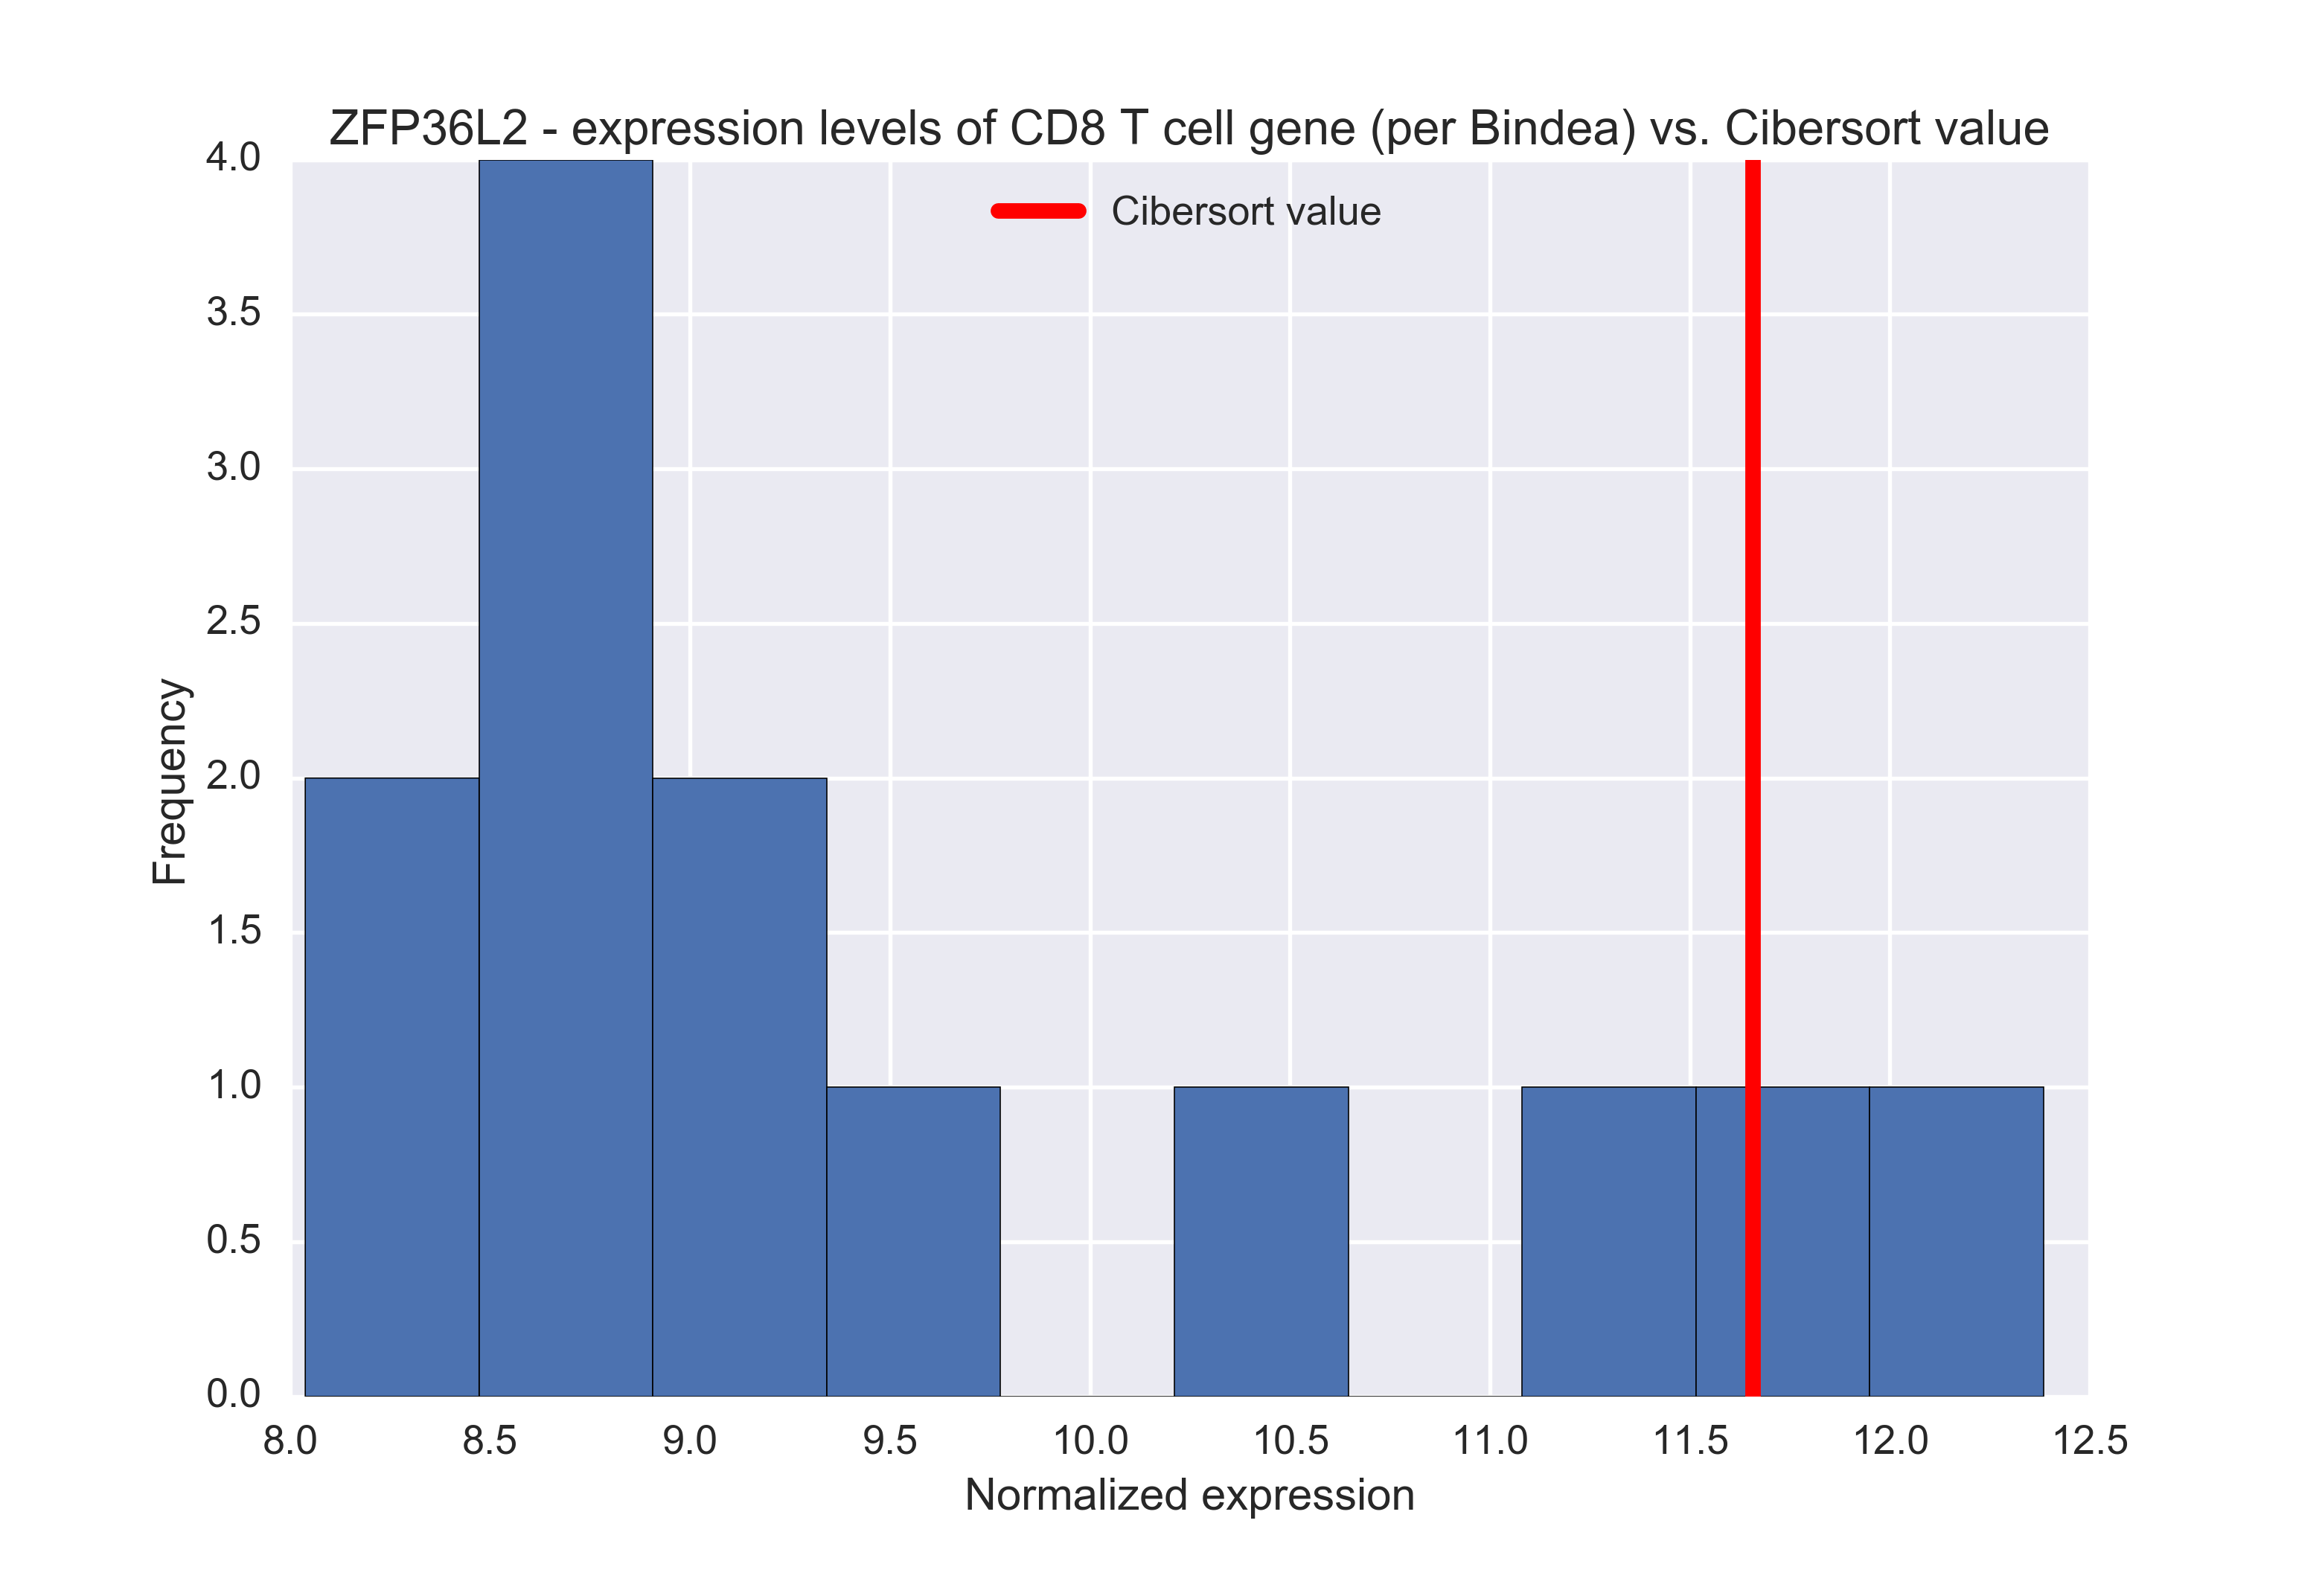 ZFP36L2 - expression levels of CD8 T cell gene (per Bindea) vs. Cibersort value
4.0
3.5
3.0
2.5
2.0
1.5
1.0
0.5
0.0
Frequency
Cibersort value
8.0 8.5 9.0 9.5 10.0 10.5 11.0 11.5 12.0 12.5
Normalized expression